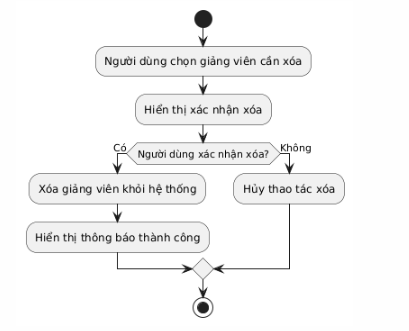 Người dùng chọn giảng viên cần xóa
Hiển thị xác nhận xóa
Có
Người dùng xác nhận xóa?
Không
Xóa giảng viên khỏi hệ thống
Hủy thao tác xóa
Hiển thị thông báo thành công